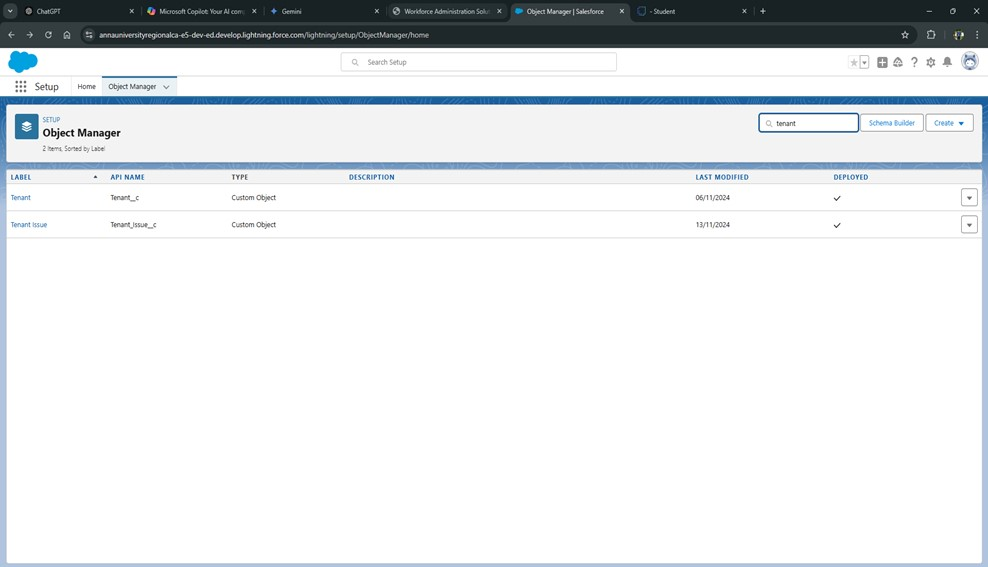 ChatGPT
Microsoft Copilot: Your AI com
Gemini
Workforce Administration Solut
Object Manager | Salesforce
- Student
annauniversityregionalca-e5-dev-ed.develop.lightning.force.com/lightning/setup/ObjectManager/home
Search Setup
Setup
Home
Object Manager
SETUP
Object Manager
2 Items, Sorted by Label
tenant
Schema Builder
Create
LABEL API NAME TYPE DESCRIPTION LAST MODIFIED DEPLOYED
Tenant Tenant__c Custom Object 06/11/2024
Tenant Issue Tenant_Issue__c Custom Object 13/11/2024